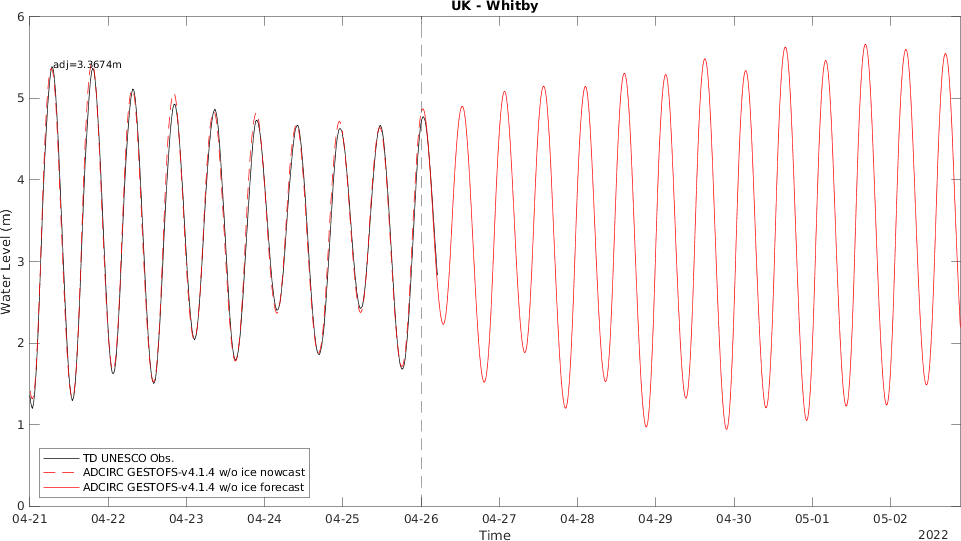 UK - Whitby
6
5
4
3
2
1
0
Water Level (m)
adj=3.3674m
TD UNESCO Obs.
ADCIRC GESTOFS-v4.1.4 w/o ice nowcast
ADCIRC GESTOFS-v4.1.4 w/o ice forecast
04-21 04-22 04-23 04-24 04-25 04-26 04-27 04-28 04-29 04-30 05-01 05-02
Time
2022